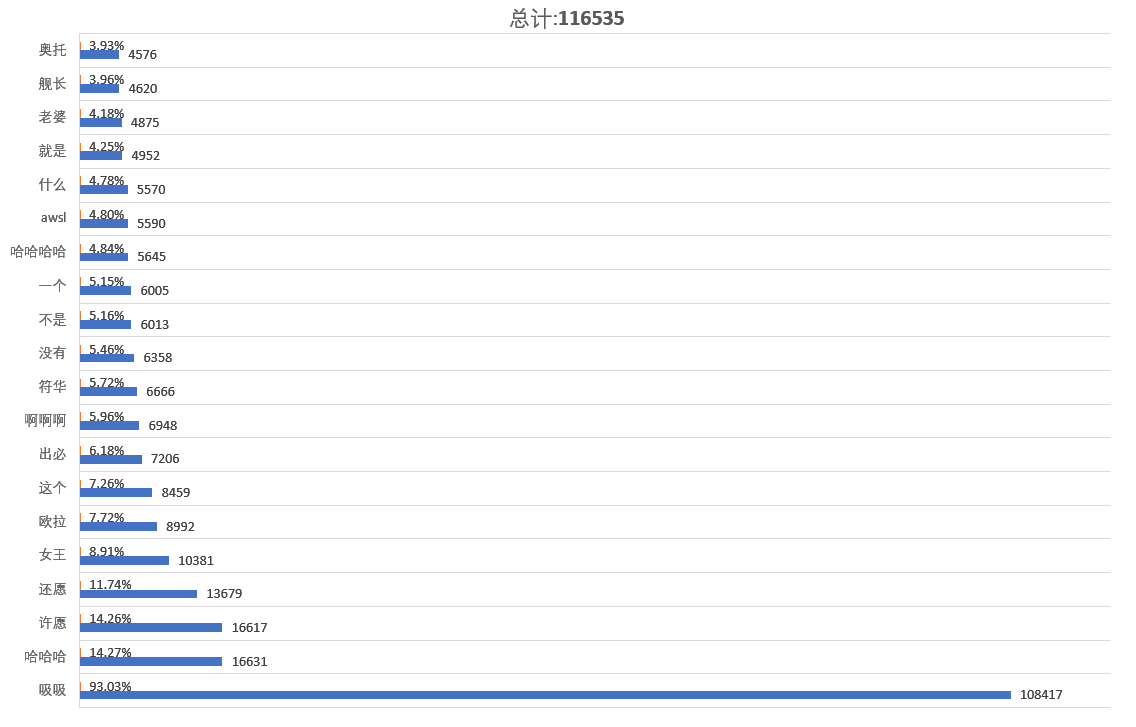 总计:116535
奥托 3.93% 4576
舰长 3.96% 4620
老婆 4.18% 4875
就是 4.25% 4952
什么 4.78% 5570
awsl 4.80% 5590
哈哈哈哈 4.84% 5645
一个 5.15% 6005
不是 5.16% 6013
没有 5.46% 6358
符华 5.72% 6666
啊啊啊 5.96% 6948
出必 6.18% 7206
这个 7.26% 8459
欧拉 7.72% 8992
女王 8.91% 10381
还愿 11.74% 13679
许愿 14.26% 16617
哈哈哈 14.27% 16631
吸吸 93.03% 108417